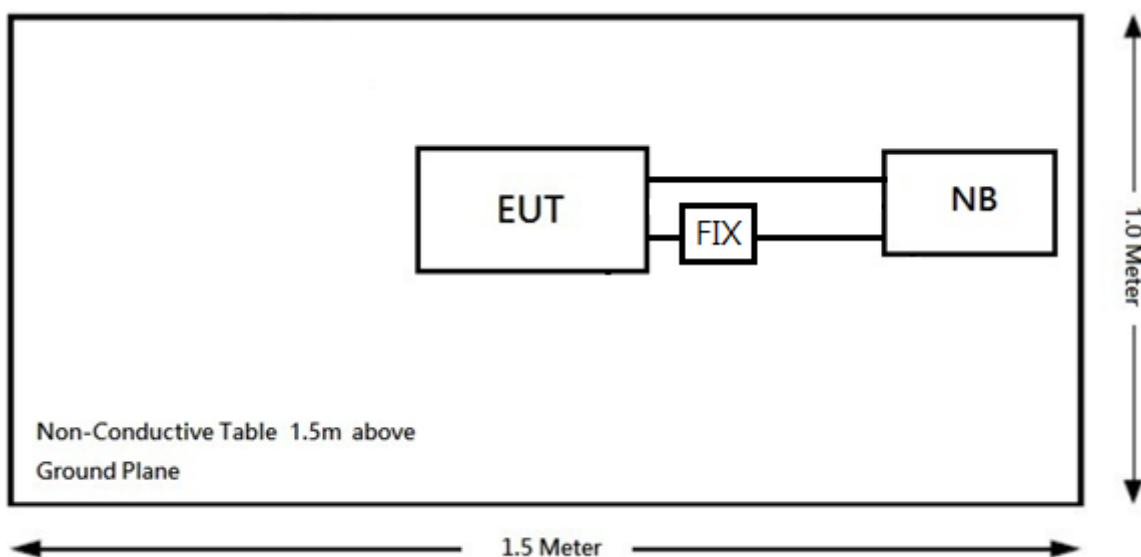 EUT
NB
FIX
1.0 Meter
Non-Conductive Table 1.5m above
Ground Plane
1.5 Meter